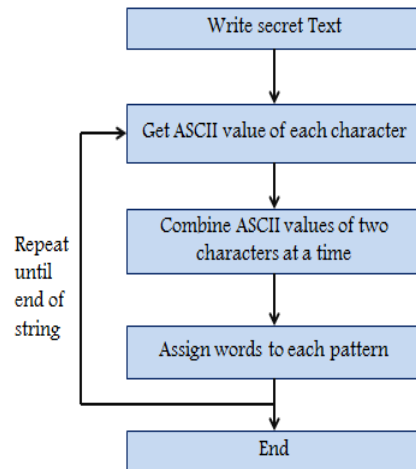 Write secret Text
Get ASCII value of each character
Combine ASCII values of two
characters at a time
Repeat
until
end of
string
Assign words to each pattern
End